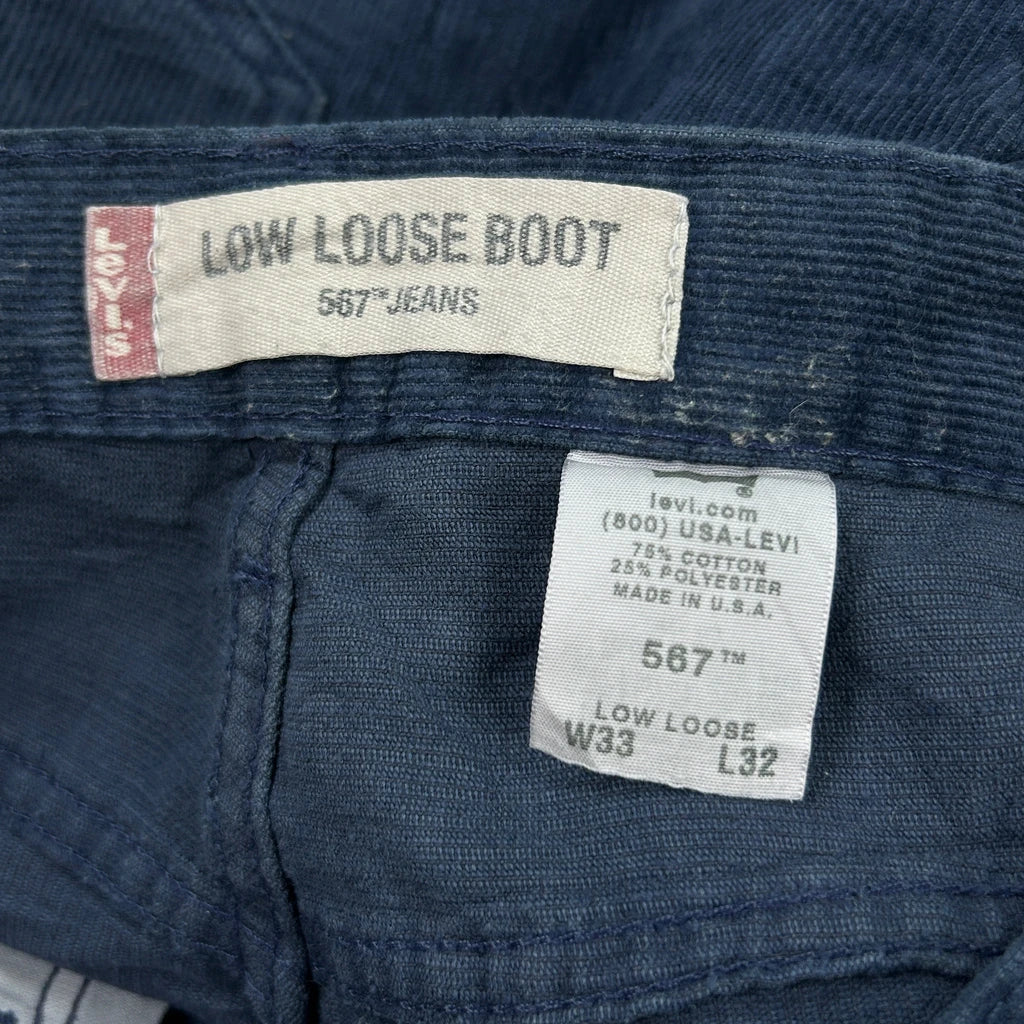 LEVI'S
LOW LOOSE BOOT
567™ JEANS
®
levi.com
(800) USA-LEVI
75% COTTON
25% POLYESTER
MADE IN U.S.A.
567™
LOW LOOSE
W33 L32